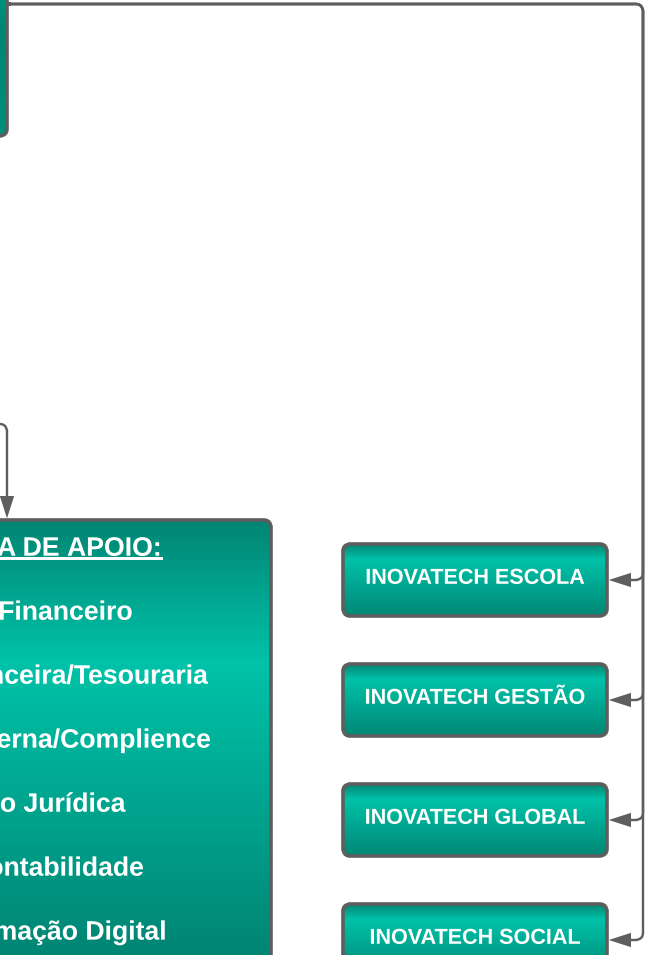 A DE APOIO:
Financeiro
nceira/Tesouraria
erna/Complience
o Jurídica
ontabilidade
mação Digital
INOVATECH ESCOLA
INOVATECH GESTÃO
INOVATECH GLOBAL
INOVATECH SOCIAL